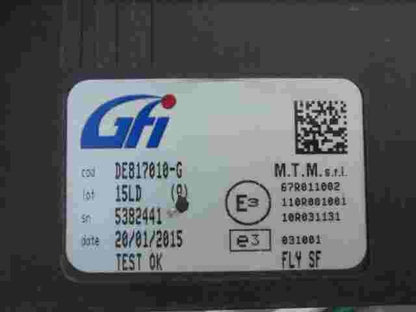 Gfi
cod DE817010-G
lot 15LD (0)
sn 5382441
date 20/01/2015
TEST OK
M.T.M. s.r.l.
E3
67R011002
110R001001
10R031131
e3 031001
FLY SF